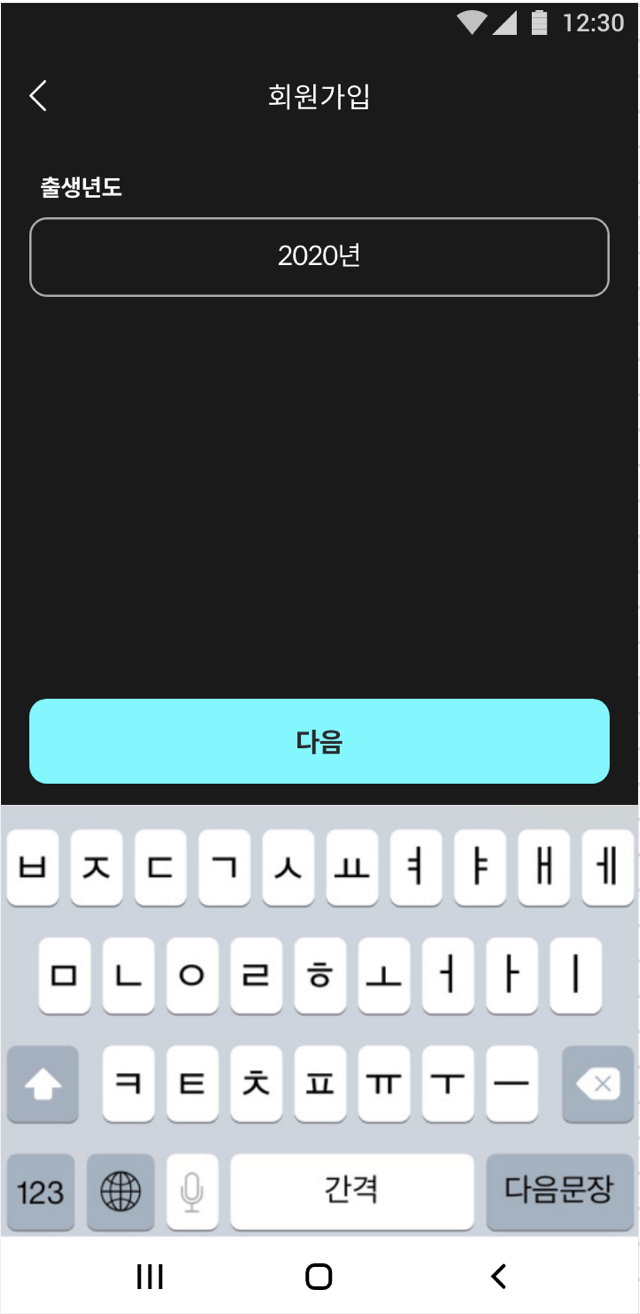 12:30
회원가입
출생년도
2020년
다음
ㅂ ㅈ ㄷ ㄱ ㅅ ㅛ ㅕ ㅑ ㅐ ㅔ
ㅁ ㄴ ㅇ ㄹ ㅎ ㅗ ㅓ ㅏ ㅣ
ㅋ ㅌ ㅊ ㅍ ㅠ ㅜ ㅡ
123 간격 다음문장